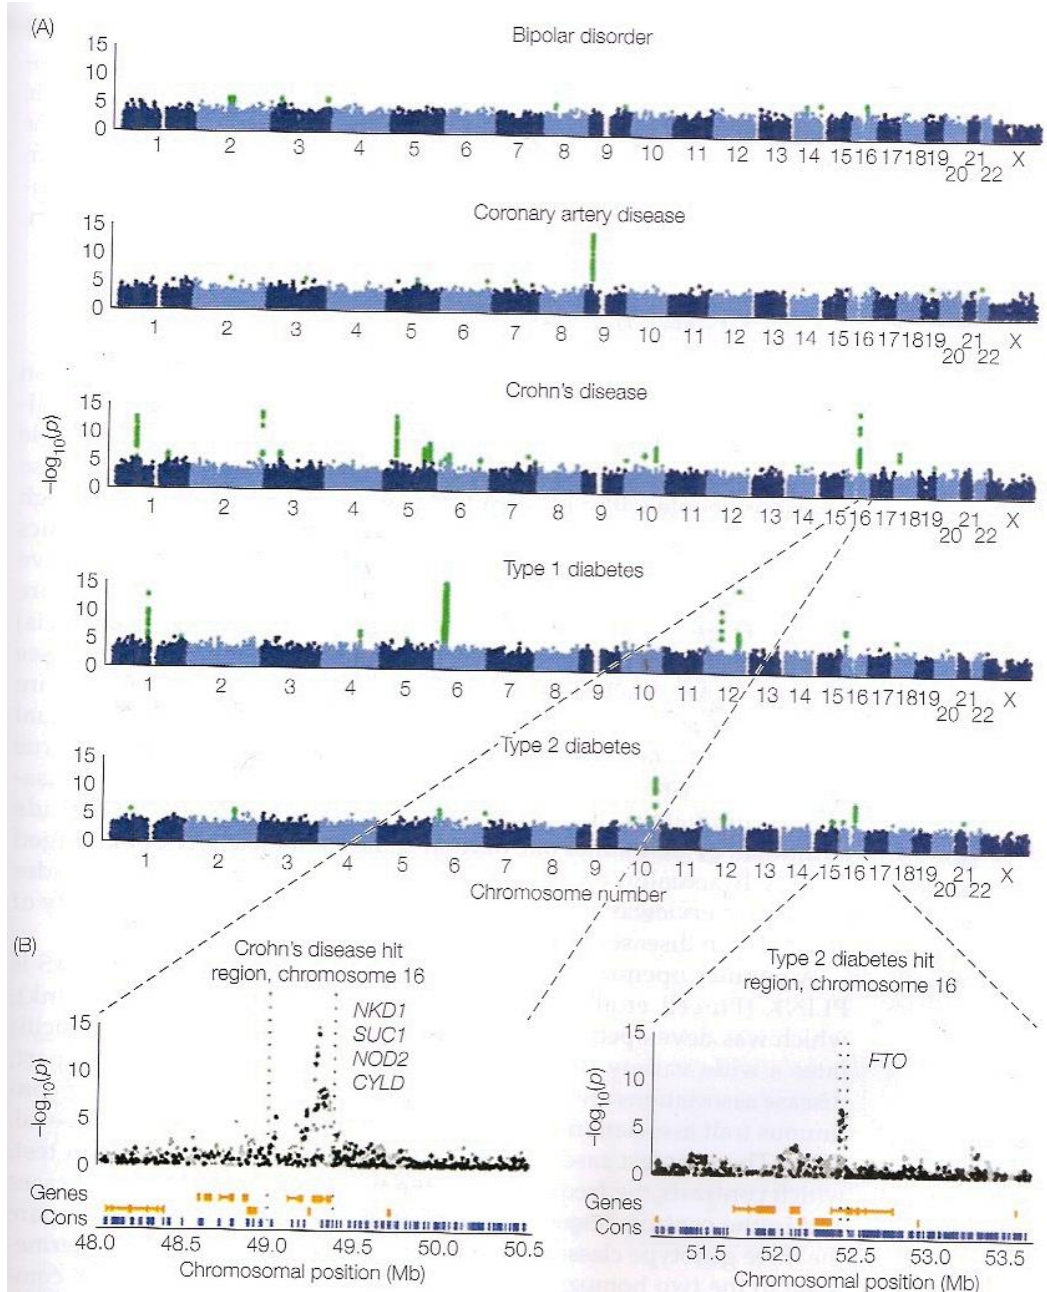 (A)
Bipolar disorder
15
10
5
0
1 2 3 4 5 6 7 8 9 10 11 12 13 14 15 16 17 18 19 20 21 22 X
Coronary artery disease
15
10
5
0
1 2 3 4 5 6 7 8 9 10 11 12 13 14 15 16 17 18 19 20 21 22 X
Crohn's disease
–log10(p)
15
10
5
0
1 2 3 4 5 6 7 8 9 10 11 12 13 14 15 16 17 18 19 20 21 22 X
Type 1 diabetes
15
10
5
0
1 2 3 4 5 6 7 8 9 10 11 12 13 14 15 16 17 18 19 20 21 22 X
Type 2 diabetes
15
10
5
0
1 2 3 4 5 6 7 8 9 10 11 12 13 14 15 16 17 18 19 20 21 22 X
Chromosome number
(B)
Crohn's disease hit
region, chromosome 16
NKD1
SUC1
NOD2
CYLD
–log10(p)
15
10
5
0
Genes
Cons
48.0 48.5 49.0 49.5 50.0 50.5
Chromosomal position (Mb)
Type 2 diabetes hit
region, chromosome 16
FTO
–log10(p)
15
10
5
0
Genes
Cons
51.5 52.0 52.5 53.0 53.5
Chromosomal position (Mb)